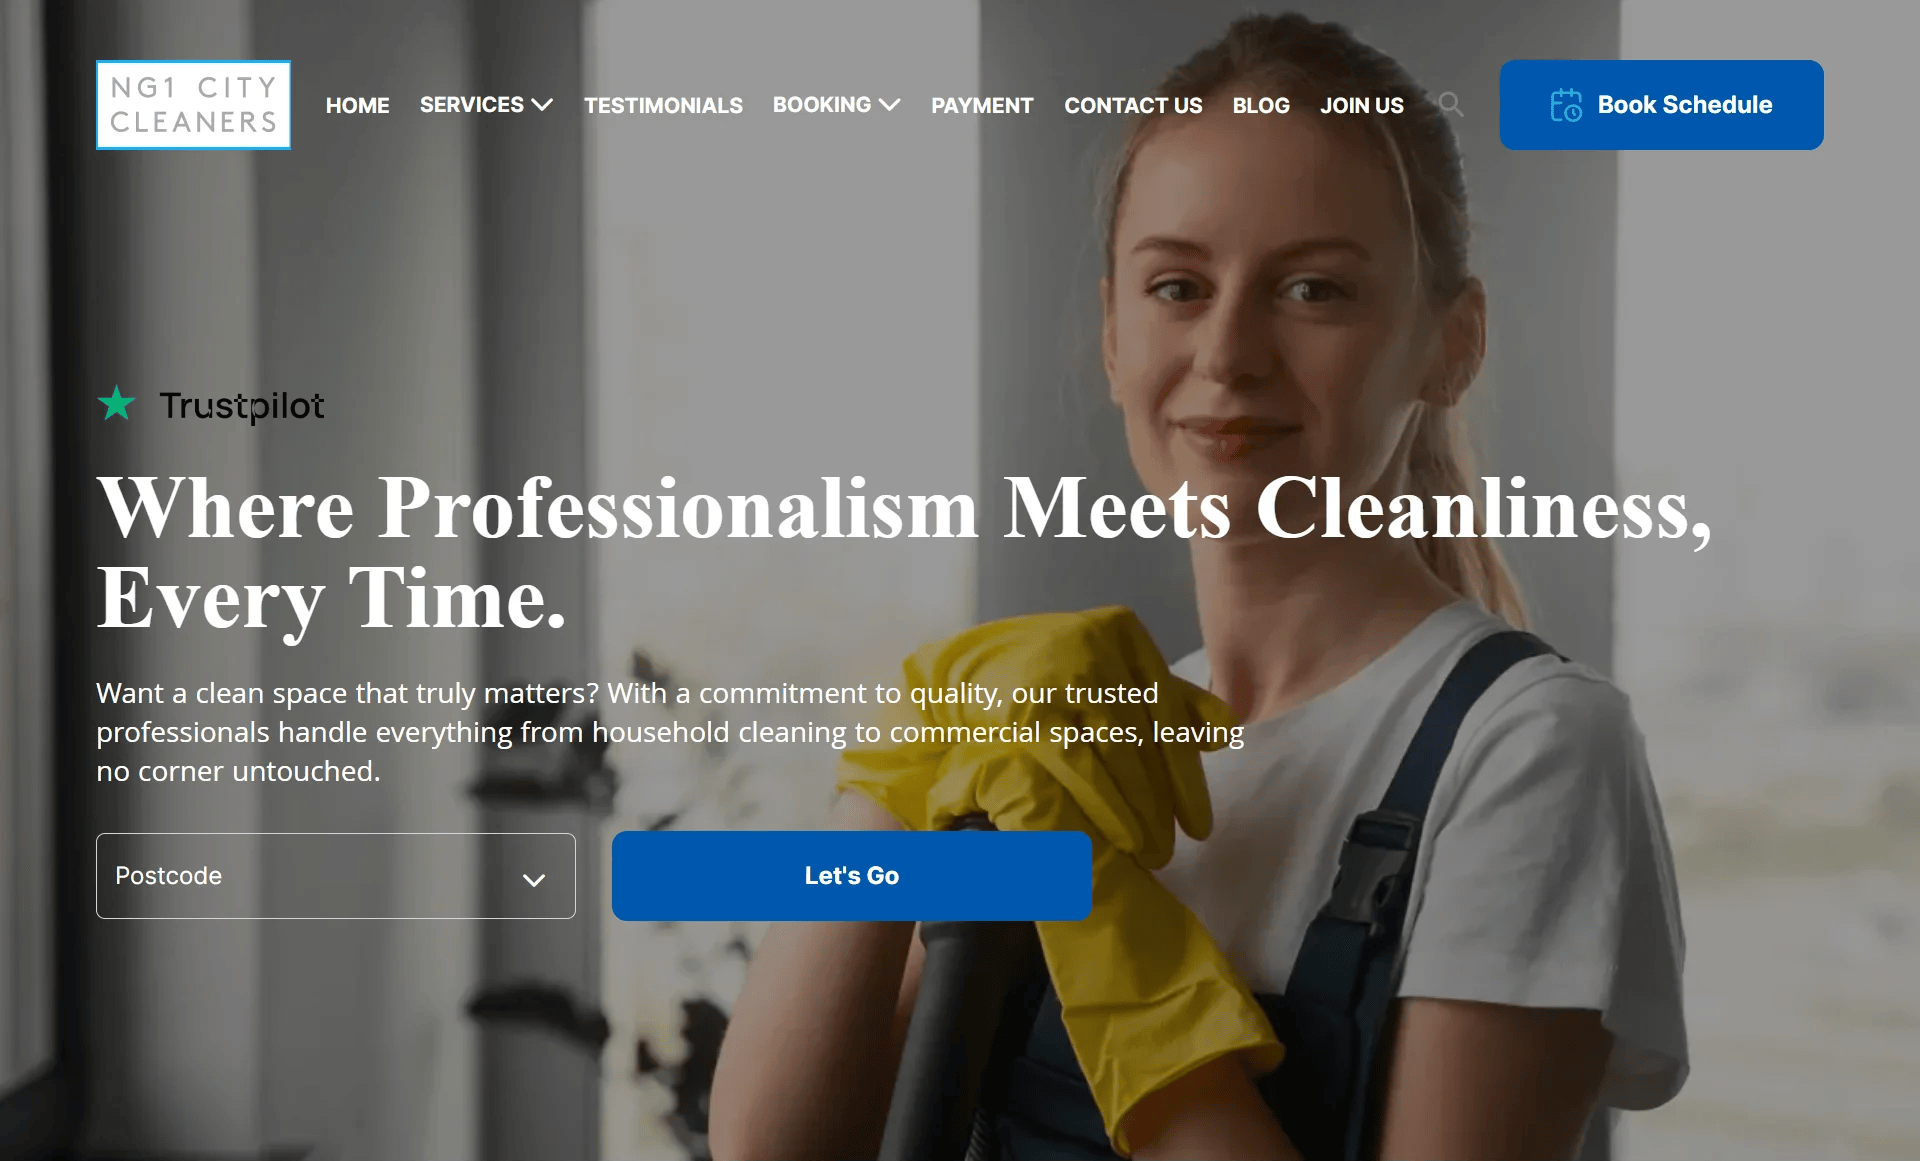 NG1 CITY
CLEANERS
HOME SERVICES TESTIMONIALS BOOKING PAYMENT CONTACT US BLOG JOIN US Book Schedule
Trustpilot
Where Professionalism Meets Cleanliness,
Every Time.
Want a clean space that truly matters? With a commitment to quality, our trusted
professionals handle everything from household cleaning to commercial spaces, leaving
no corner untouched.
Postcode Let's Go